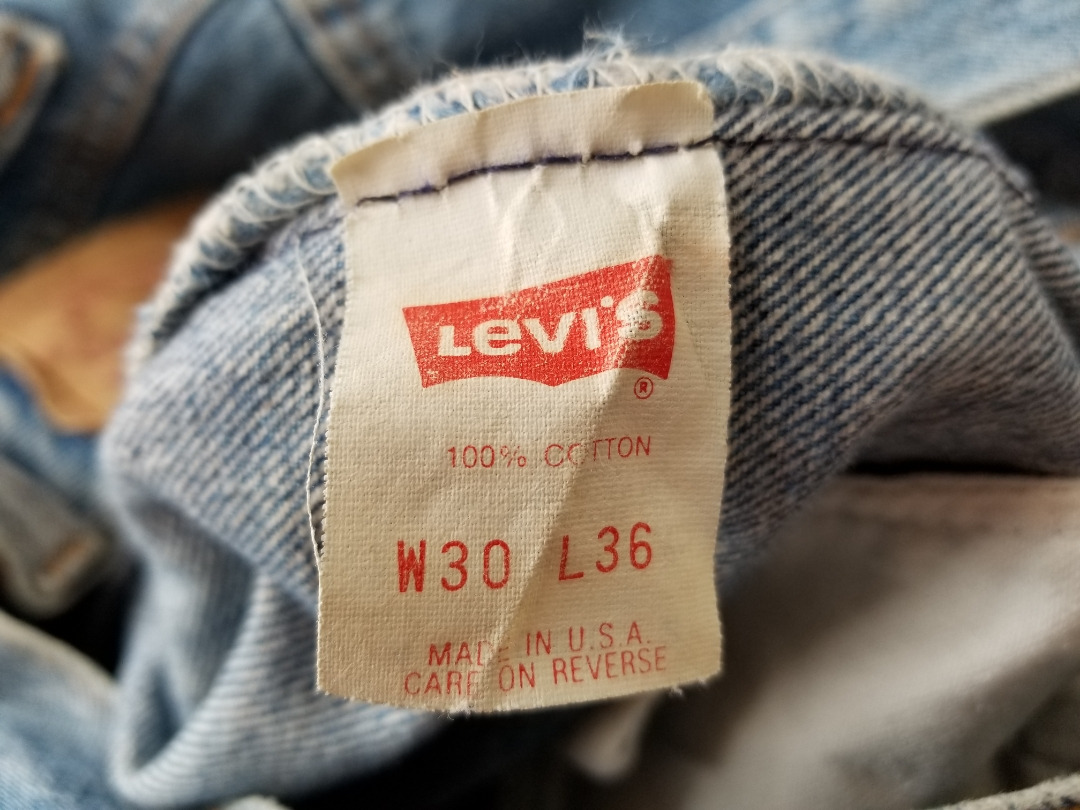 Levi's
®
100% COTTON
W30 L36
MADE IN U.S.A.
CARE ON REVERSE